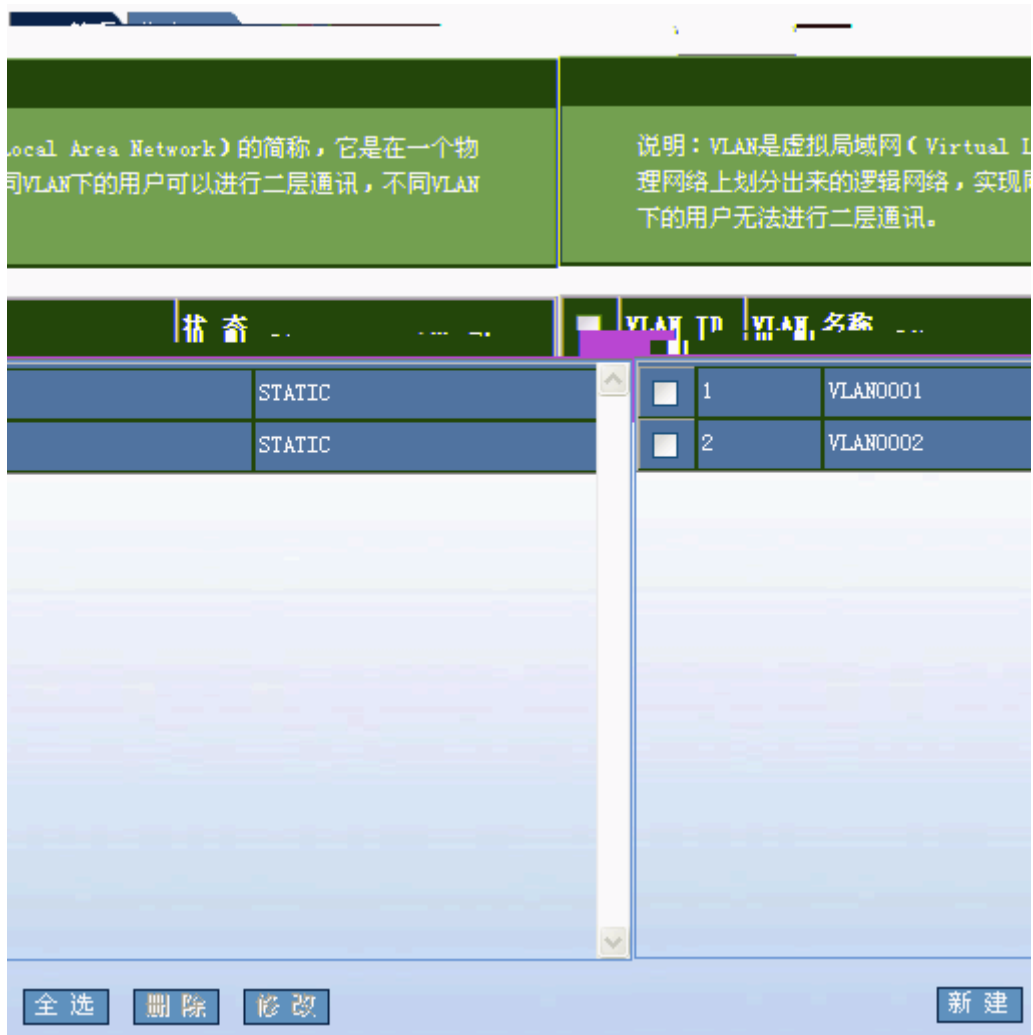 Local Area Network)的简称，它是在一个物
同VLAN下的用户可以进行二层通讯，不同VLAN
说明：VLAN是虚拟局域网(Virtual L
理网络上划分出来的逻辑网络，实现同
下的用户无法进行二层通讯。
状态
VLAN ID VLAN 名称
STATIC
STATIC
1 VLAN0001
2 VLAN0002
全选 删除 修改
新建